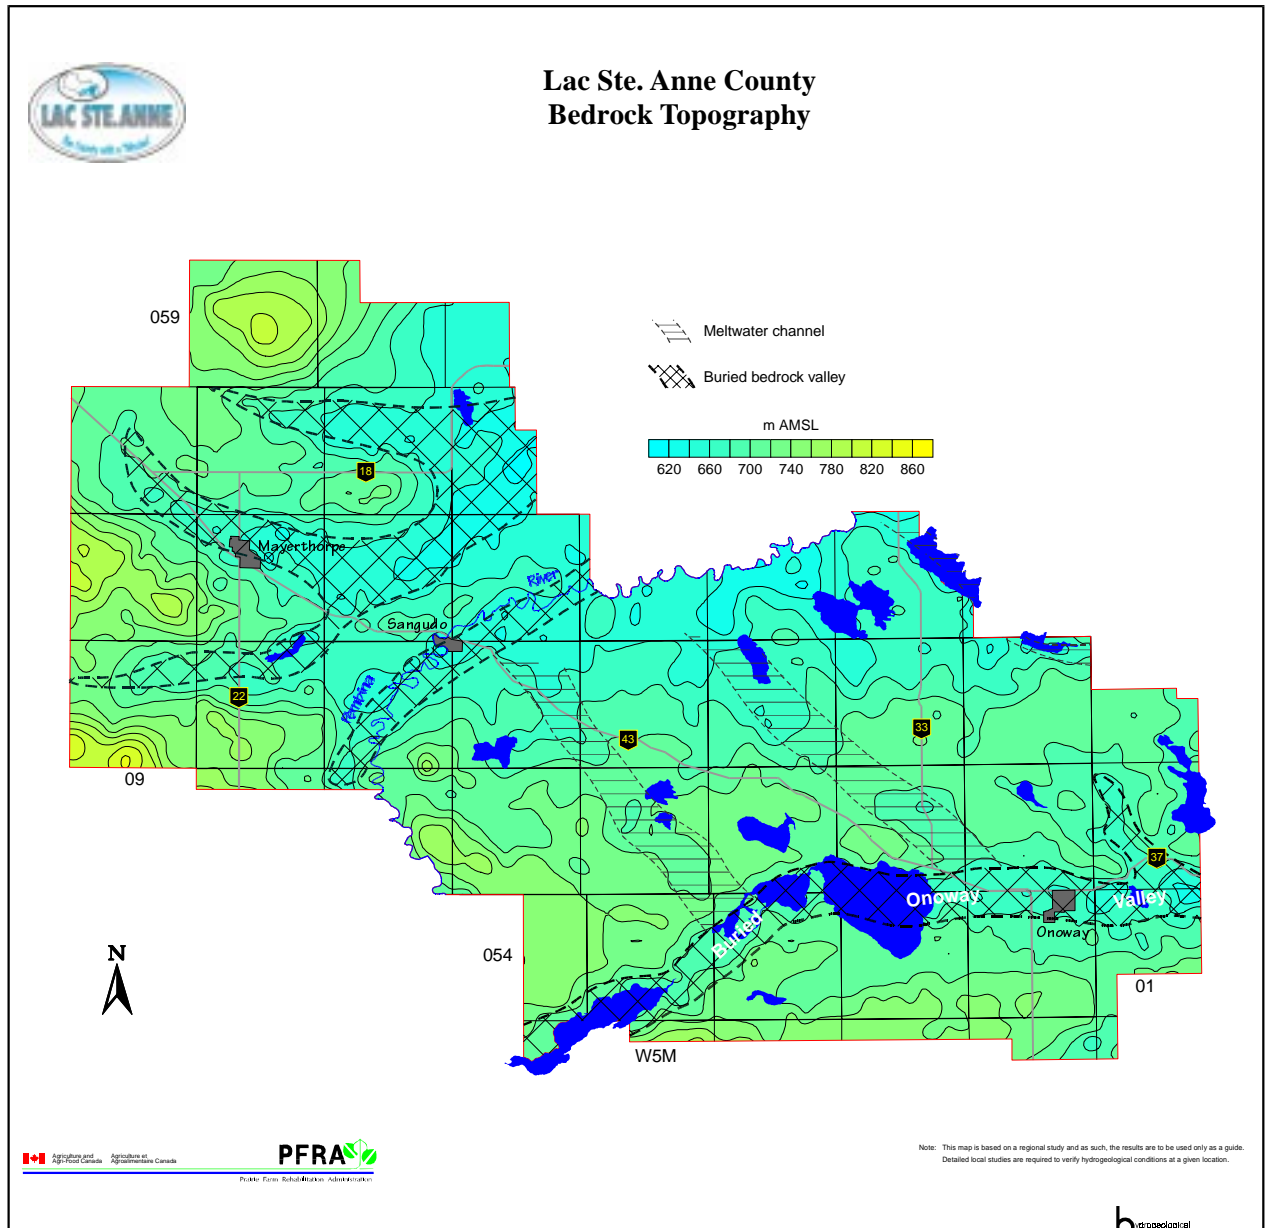 Lac Ste. Anne County
Bedrock Topography
LAC STE. ANNE
059
Meltwater channel
Buried bedrock valley
m AMSL
620 660 700 740 780 820 860
18
Mayerthorpe
River
Sangudo
Pembina
22
43
33
09
37
Buried
Onoway
Valley
Onoway
054
N
01
W5M
Agriculture and
Agri-Food Canada
Agriculture et
Agroalimentaire Canada
PFRA
Prairie Farm Rehabilitation Administration
Note: This map is based on a regional study and as such, the results are to be used only as a guide.
Detailed local studies are required to verify hydrogeological conditions at a given location.
hydrogeological